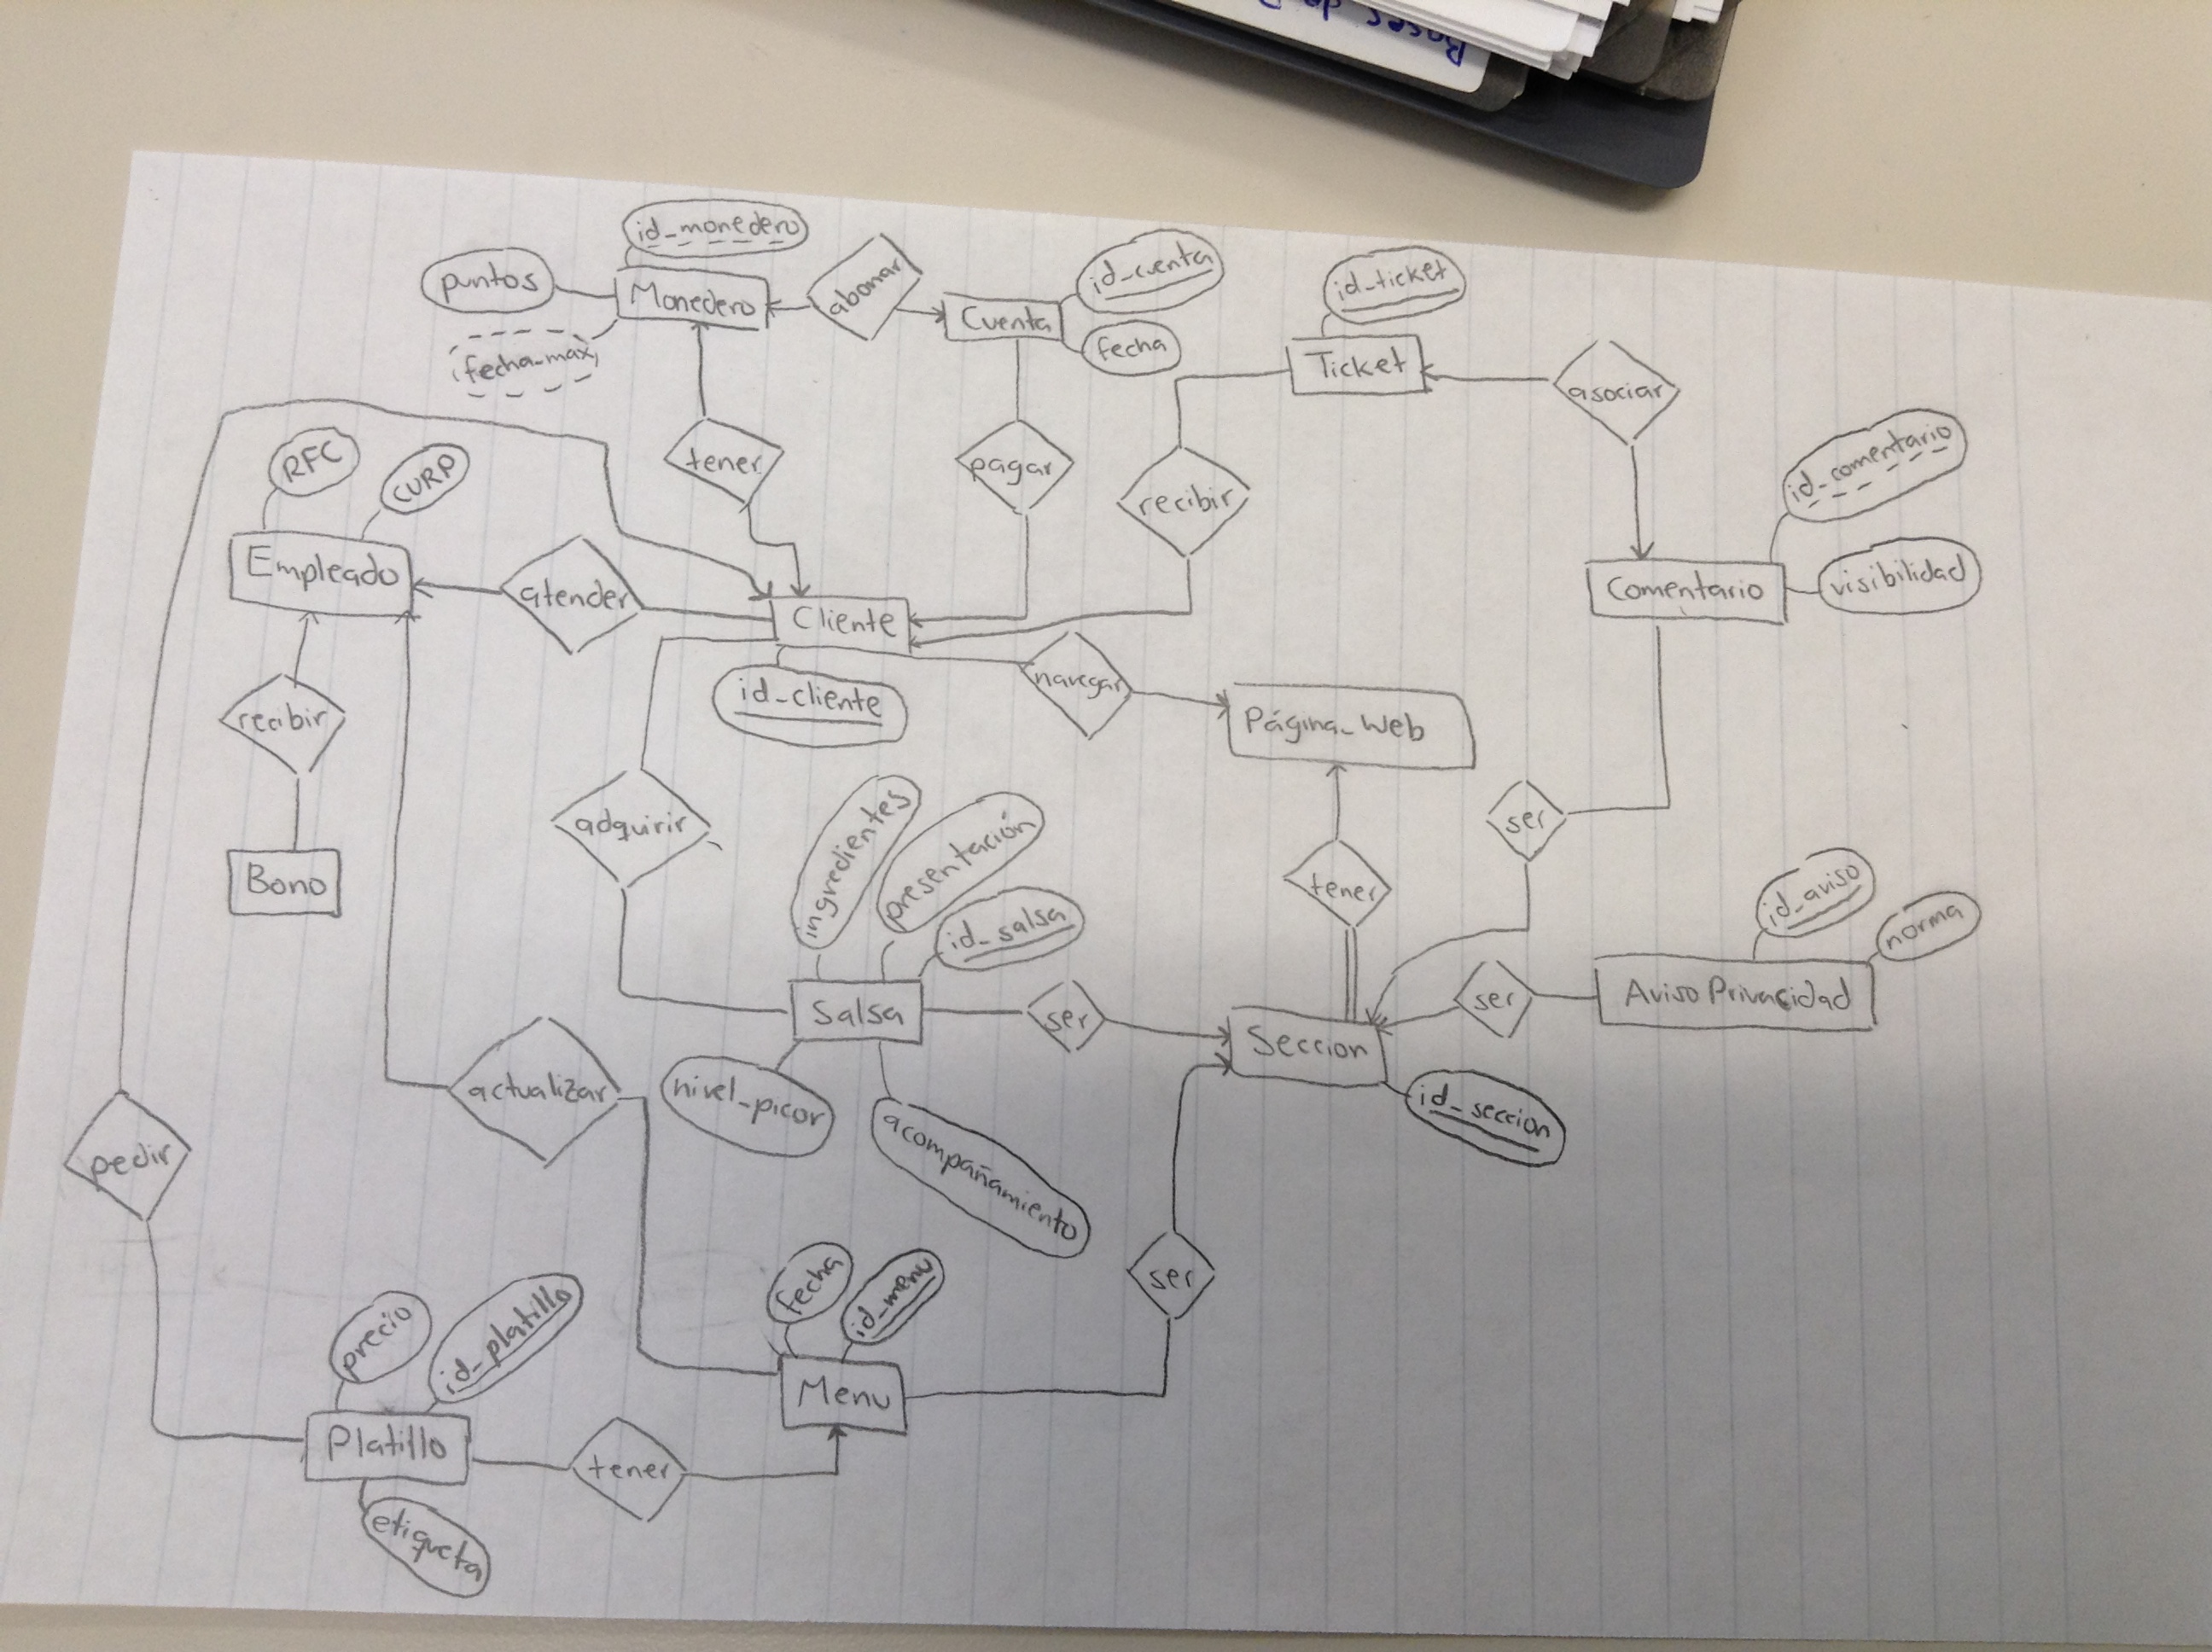 Bases de
id_monedero
puntos
Monedero
abonar
id_cuenta
Cuenta
fecha
id_ticket
Ticket
asociar
fecha_max
RFC
CURP
tener
pagar
recibir
id_comentario
Empleado
atender
Cliente
Comentario
visibilidad
id_cliente
navegar
Página_Web
recibir
adquirir
ingredientes
presentación
ser
Bono
tener
id_aviso
norma
id_salsa
Salsa
ser
Seccion
ser
Aviso Privacidad
actualizar
nivel_picor
acompañamiento
id_seccion
pedir
fecha
id_menu
ser
precio
id_platillo
Menu
Platillo
tener
etiqueta